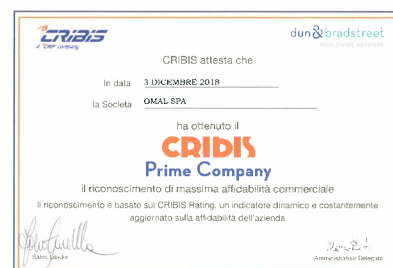 CRIBIS
A CRIF company
dun & bradstreet
WORLDWIDE NETWORK
CRIBIS attesta che
In data 3 DICEMBRE 2018
la Società OMAL SPA
ha ottenuto il
CRIBIS
Prime Company
il riconoscimento di massima affidabilità commerciale
Il riconoscimento è basato sul CRIBIS Rating, un indicatore dinamico e costantemente
aggiornato sulla affidabilità dell'azienda
Amministratore Delegato